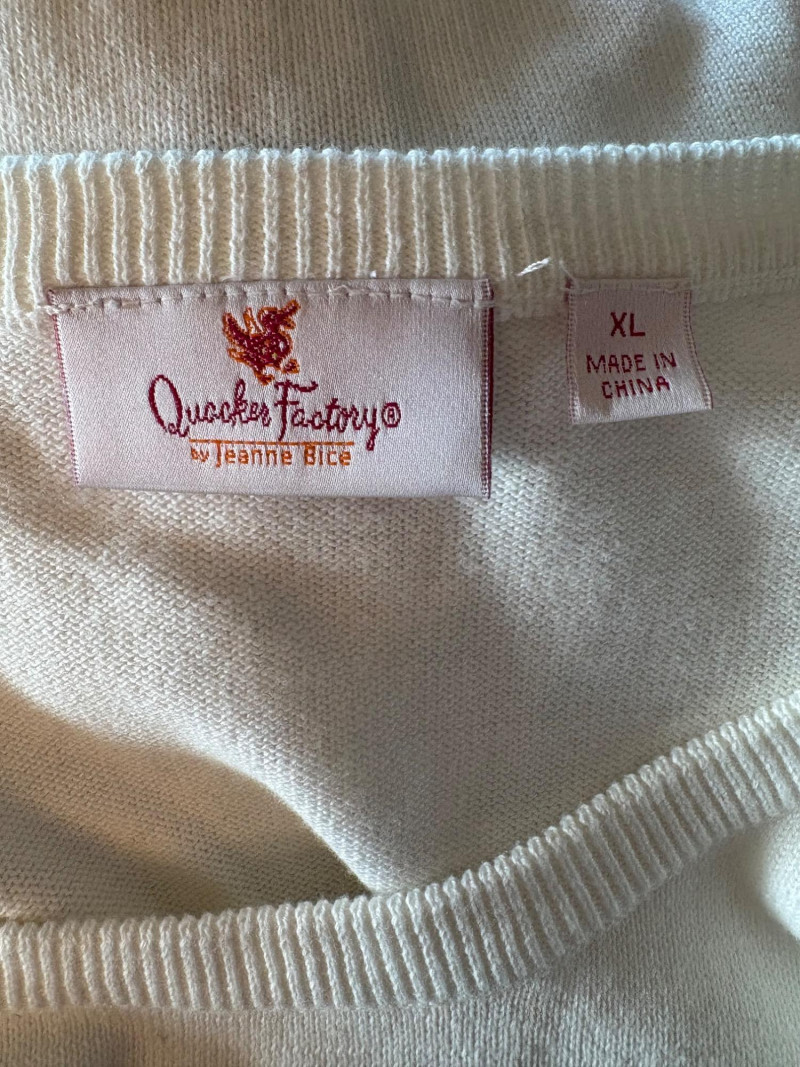 Quacker Factory®
by Jeanne Bice
XL
MADE IN
CHINA